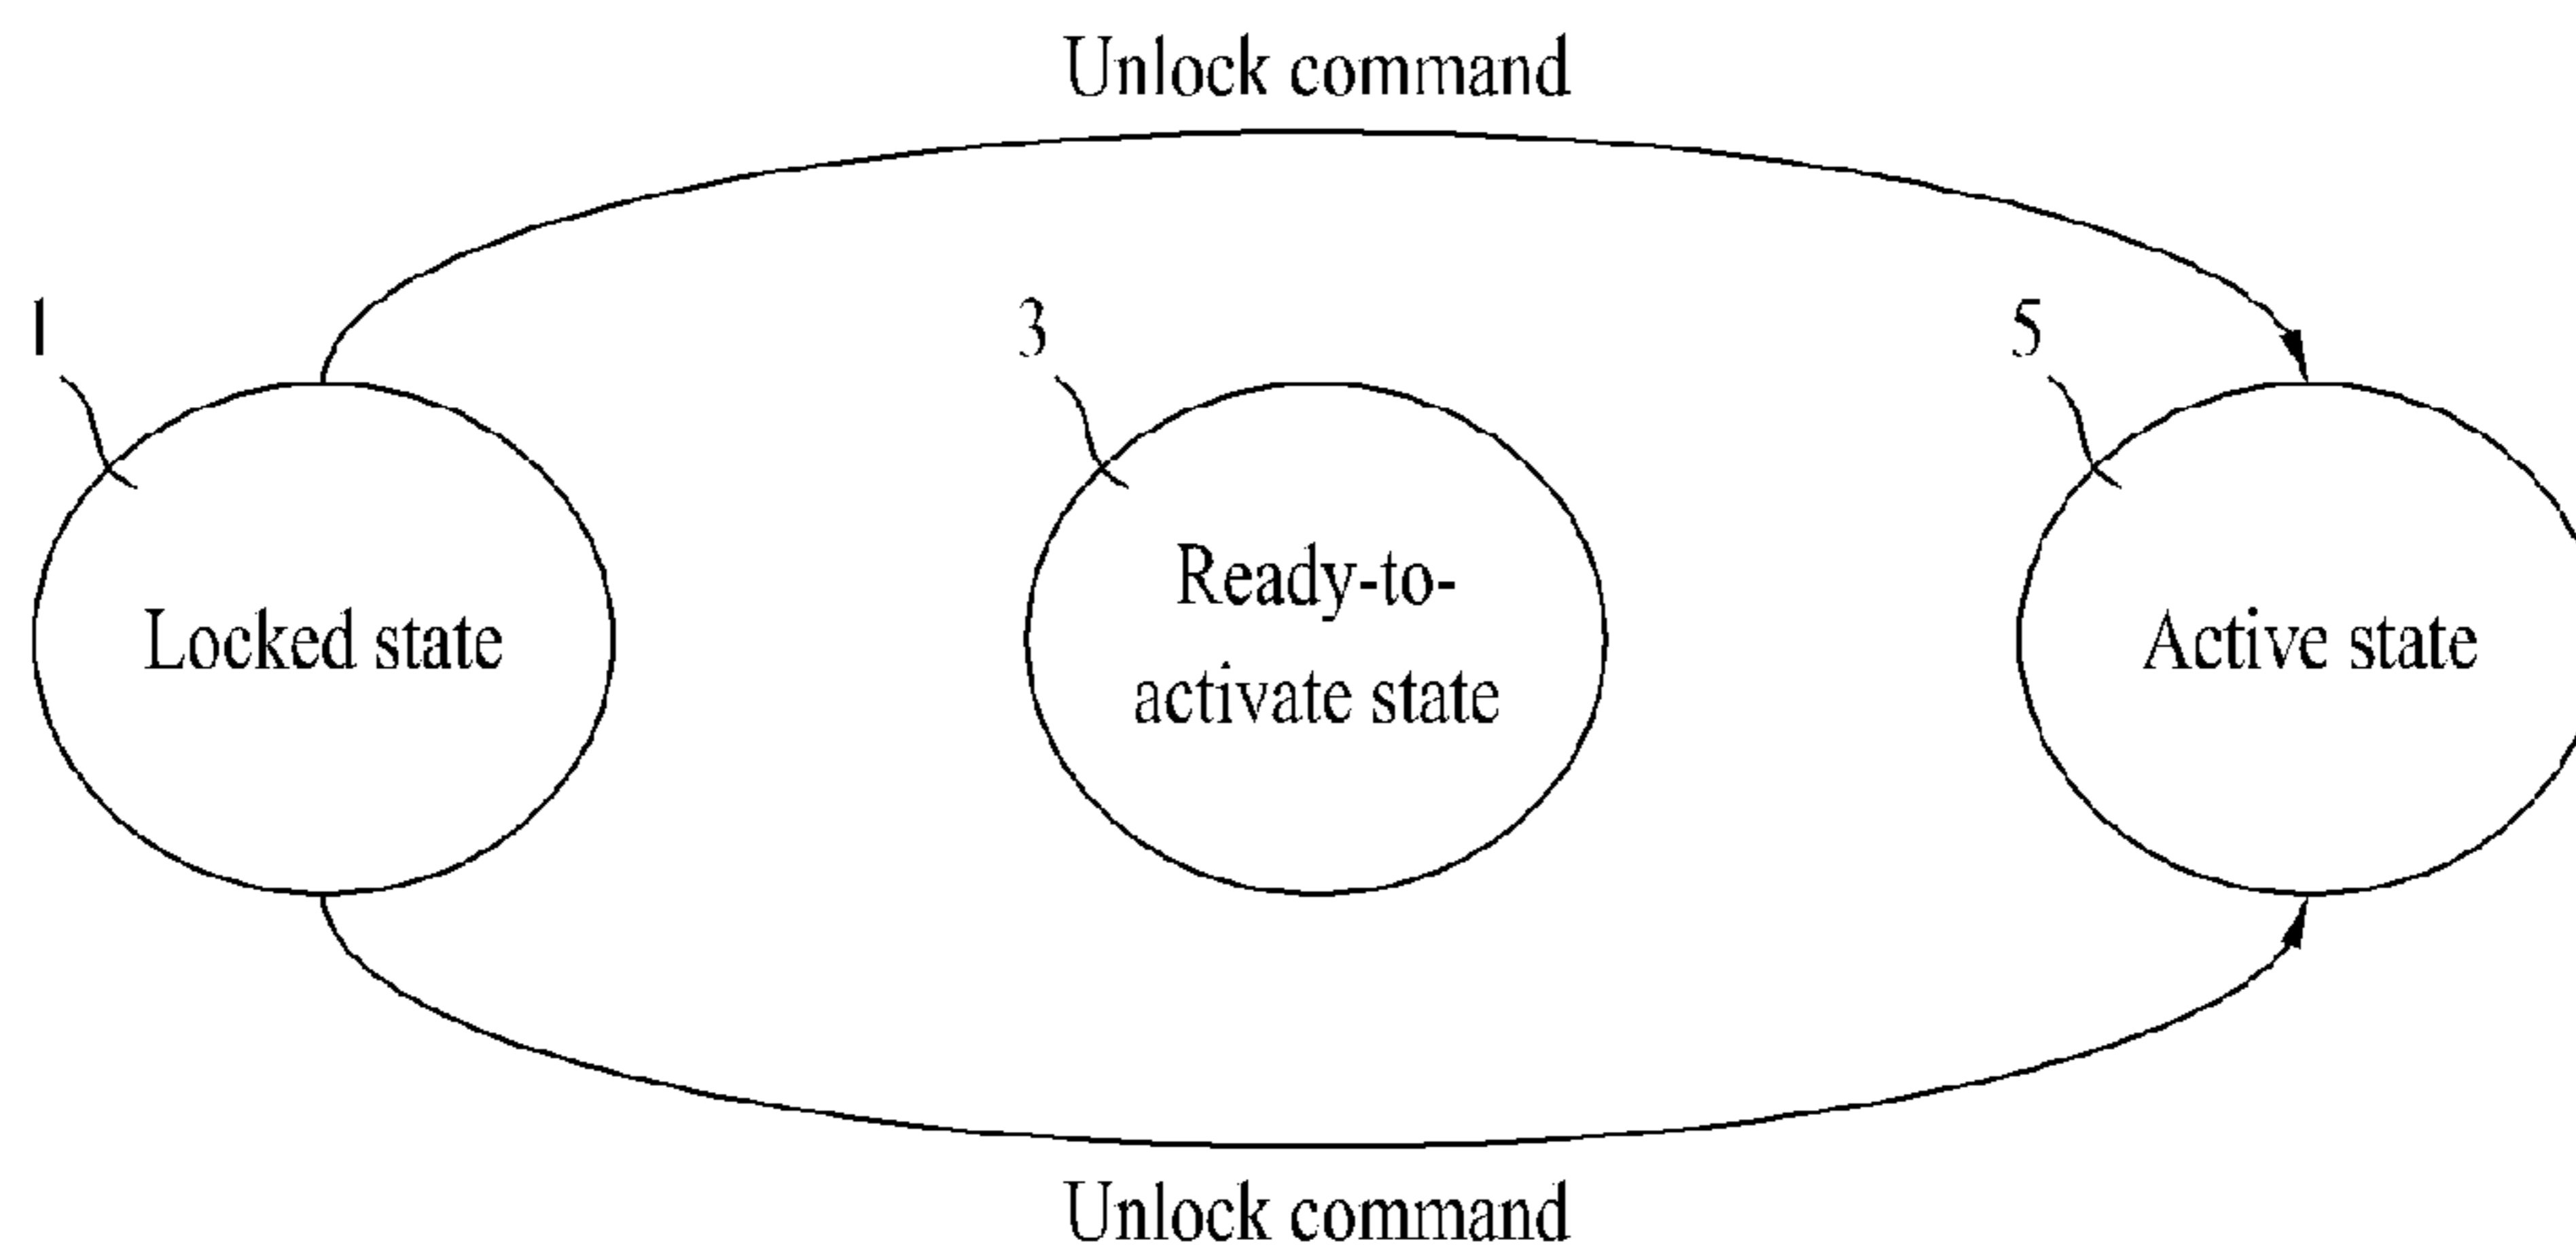 Unlock command
1
3
5
Locked state
Ready-to-
activate state
Active state
Unlock command